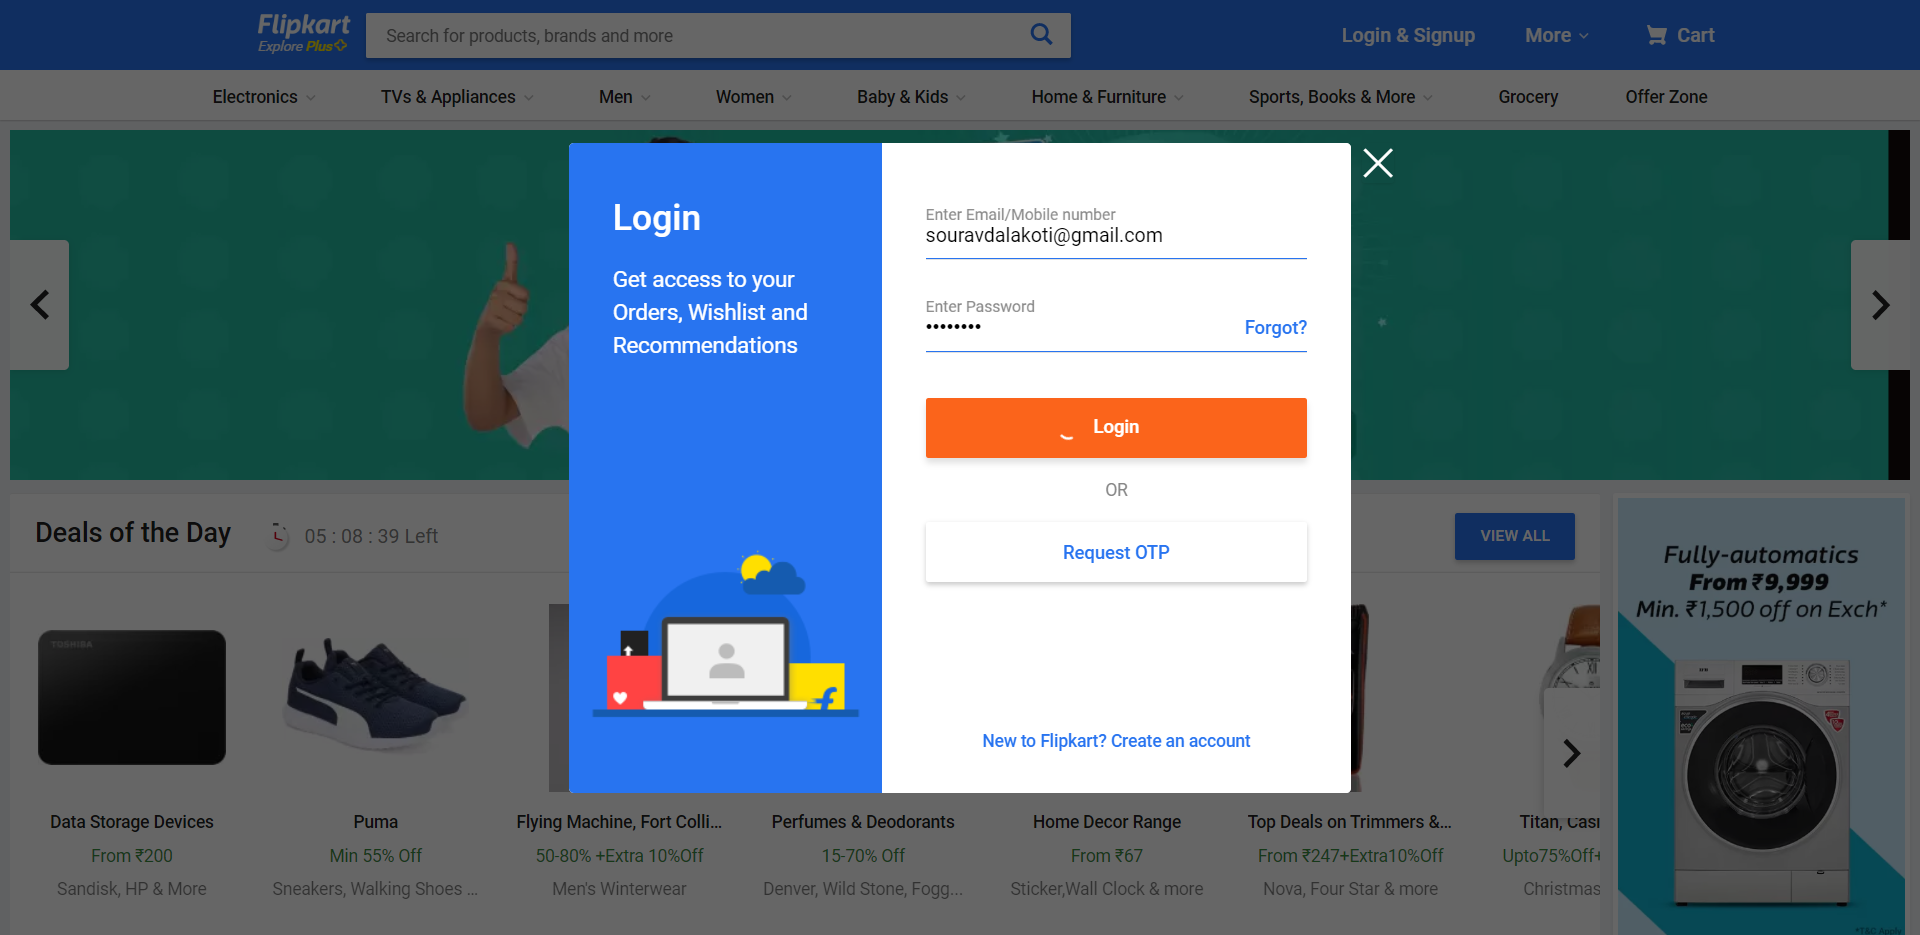 Flipkart
Explore Plus
Search for products, brands and more
Login & Signup
More
Cart
Electronics
TVs & Appliances
Men
Women
Baby & Kids
Home & Furniture
Sports, Books & More
Grocery
Offer Zone
Login
Get access to your
Orders, Wishlist and
Recommendations
Enter Email/Mobile number
souravdalakoti@gmail.com
Enter Password
••••••••
Forgot?
Login
OR
Request OTP
New to Flipkart? Create an account
Deals of the Day
05 : 08 : 39 Left
VIEW ALL
TOSHIBA
Data Storage Devices
From ₹200
Sandisk, HP & More
Puma
Min 55% Off
Sneakers, Walking Shoes ...
Flying Machine, Fort Colli...
50-80% +Extra 10%Off
Men's Winterwear
Perfumes & Deodorants
15-70% Off
Denver, Wild Stone, Fogg...
Home Decor Range
From ₹67
Sticker,Wall Clock & more
Top Deals on Trimmers &...
From ₹247+Extra10%Off
Nova, Four Star & more
Titan,
Upto75%Off+
Christmas
Fully-automatics
From ₹9,999
Min. ₹1,500 off on Exch*
*T&C Apply